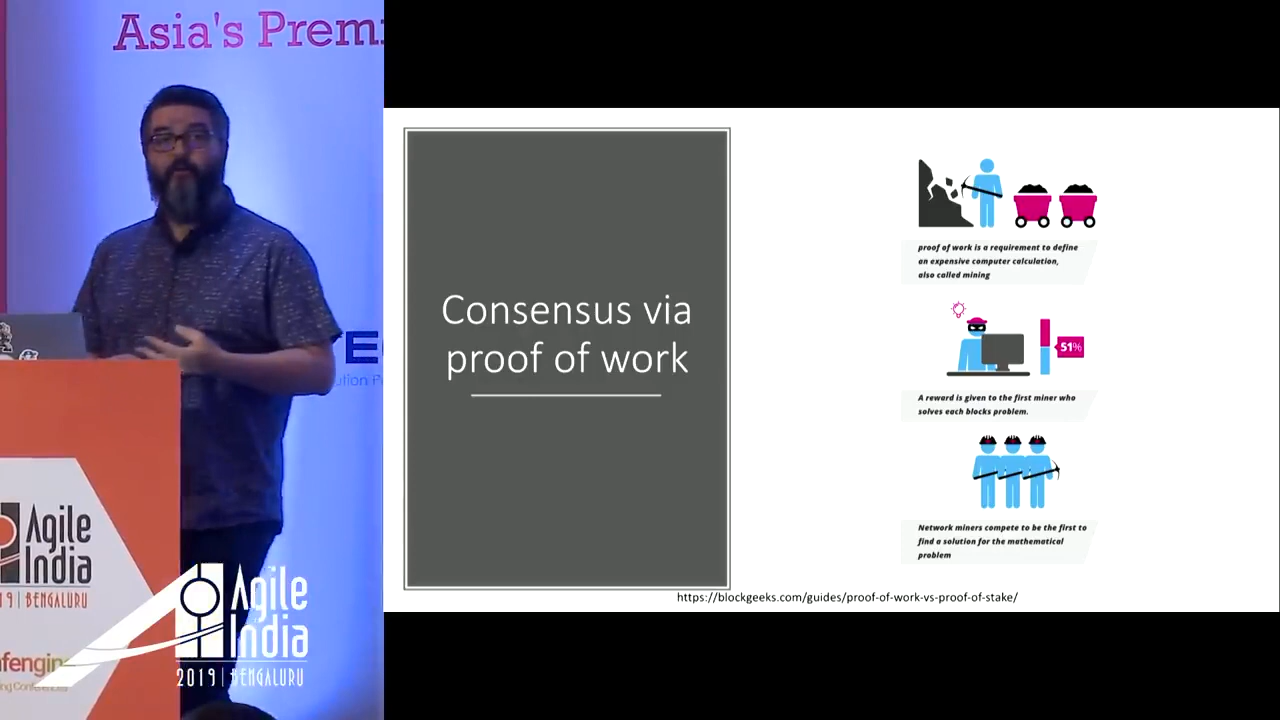 Asia's
Consensus via
proof of work
proof of work is a requirement to define
an expensive computer calculation,
also called mining
51%
A reward is given to the first miner who
solves each blocks problem.
Network miners compete to be the first to
find a solution for the mathematical
problem
https://blockgeeks.com/guides/proof-of-work-vs-proof-of-stake/
Agile
India
BENGALURU
Agile
India
2019 | BENGALURU